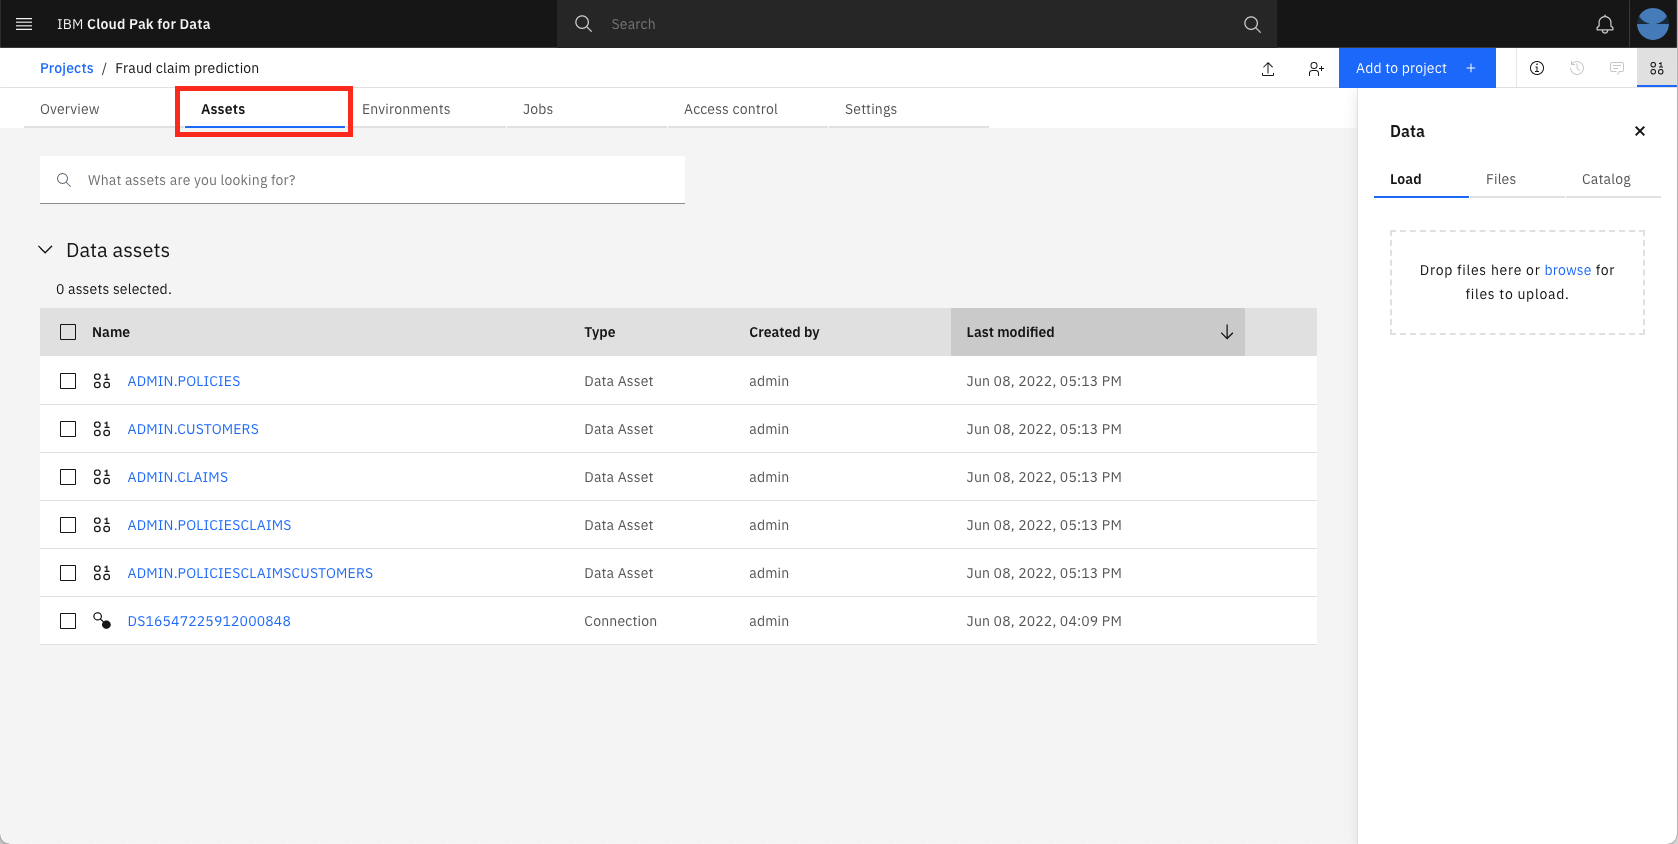 IBM Cloud Pak for Data
Search
Projects / Fraud claim prediction
Add to project +
Overview Assets Environments Jobs Access control Settings
What assets are you looking for?
Data assets
0 assets selected.
Name Type Created by Last modified
ADMIN.POLICIES Data Asset admin Jun 08, 2022, 05:13 PM
ADMIN.CUSTOMERS Data Asset admin Jun 08, 2022, 05:13 PM
ADMIN.CLAIMS Data Asset admin Jun 08, 2022, 05:13 PM
ADMIN.POLICIESCLAIMS Data Asset admin Jun 08, 2022, 05:13 PM
ADMIN.POLICIESCLAIMSCUSTOMERS Data Asset admin Jun 08, 2022, 05:13 PM
DS16547225912000848 Connection admin Jun 08, 2022, 04:09 PM
Data
Load Files Catalog
Drop files here or browse for
files to upload.